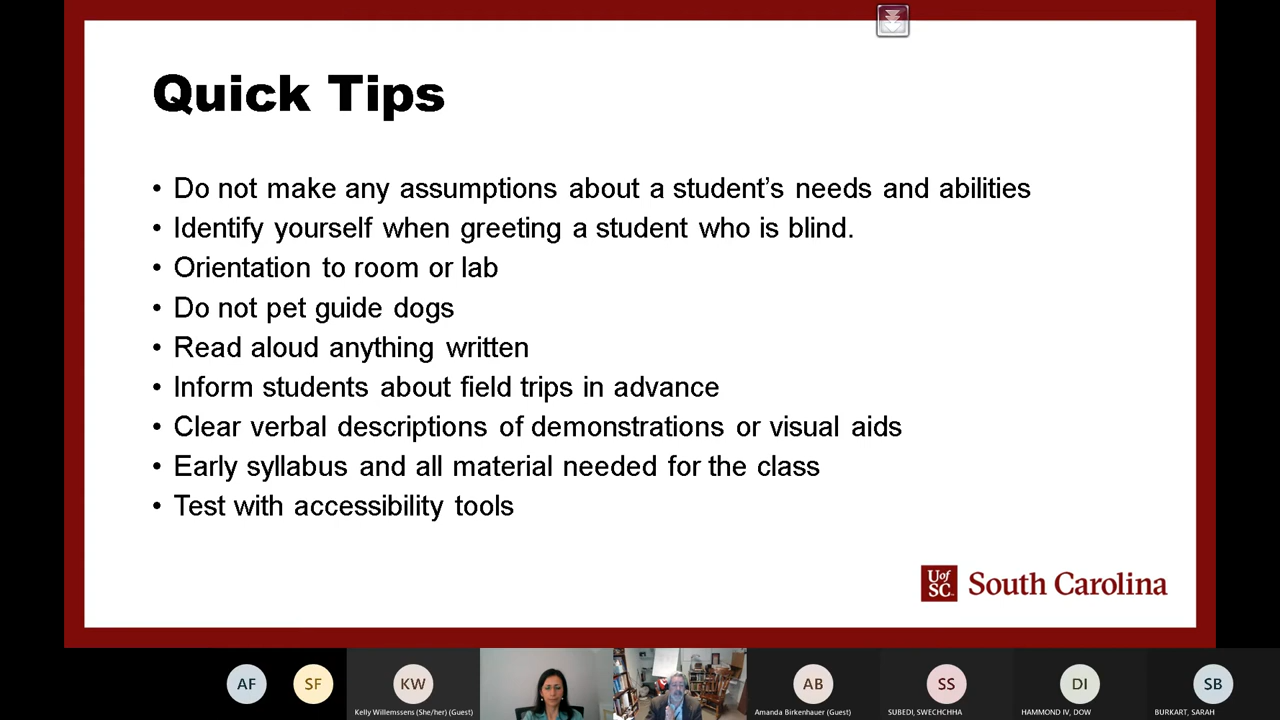 Quick Tips
• Do not make any assumptions about a student’s needs and abilities
• Identify yourself when greeting a student who is blind.
• Orientation to room or lab
• Do not pet guide dogs
• Read aloud anything written
• Inform students about field trips in advance
• Clear verbal descriptions of demonstrations or visual aids
• Early syllabus and all material needed for the class
• Test with accessibility tools
UofSC South Carolina
AF SF KW AB SS DI SB
Kelly Willemssens (She/her) (Guest) Amanda Birkenhauer (Guest) SUBEDI, SWECHCHHA HAMMOND IV, DOW BURKART, SARAH